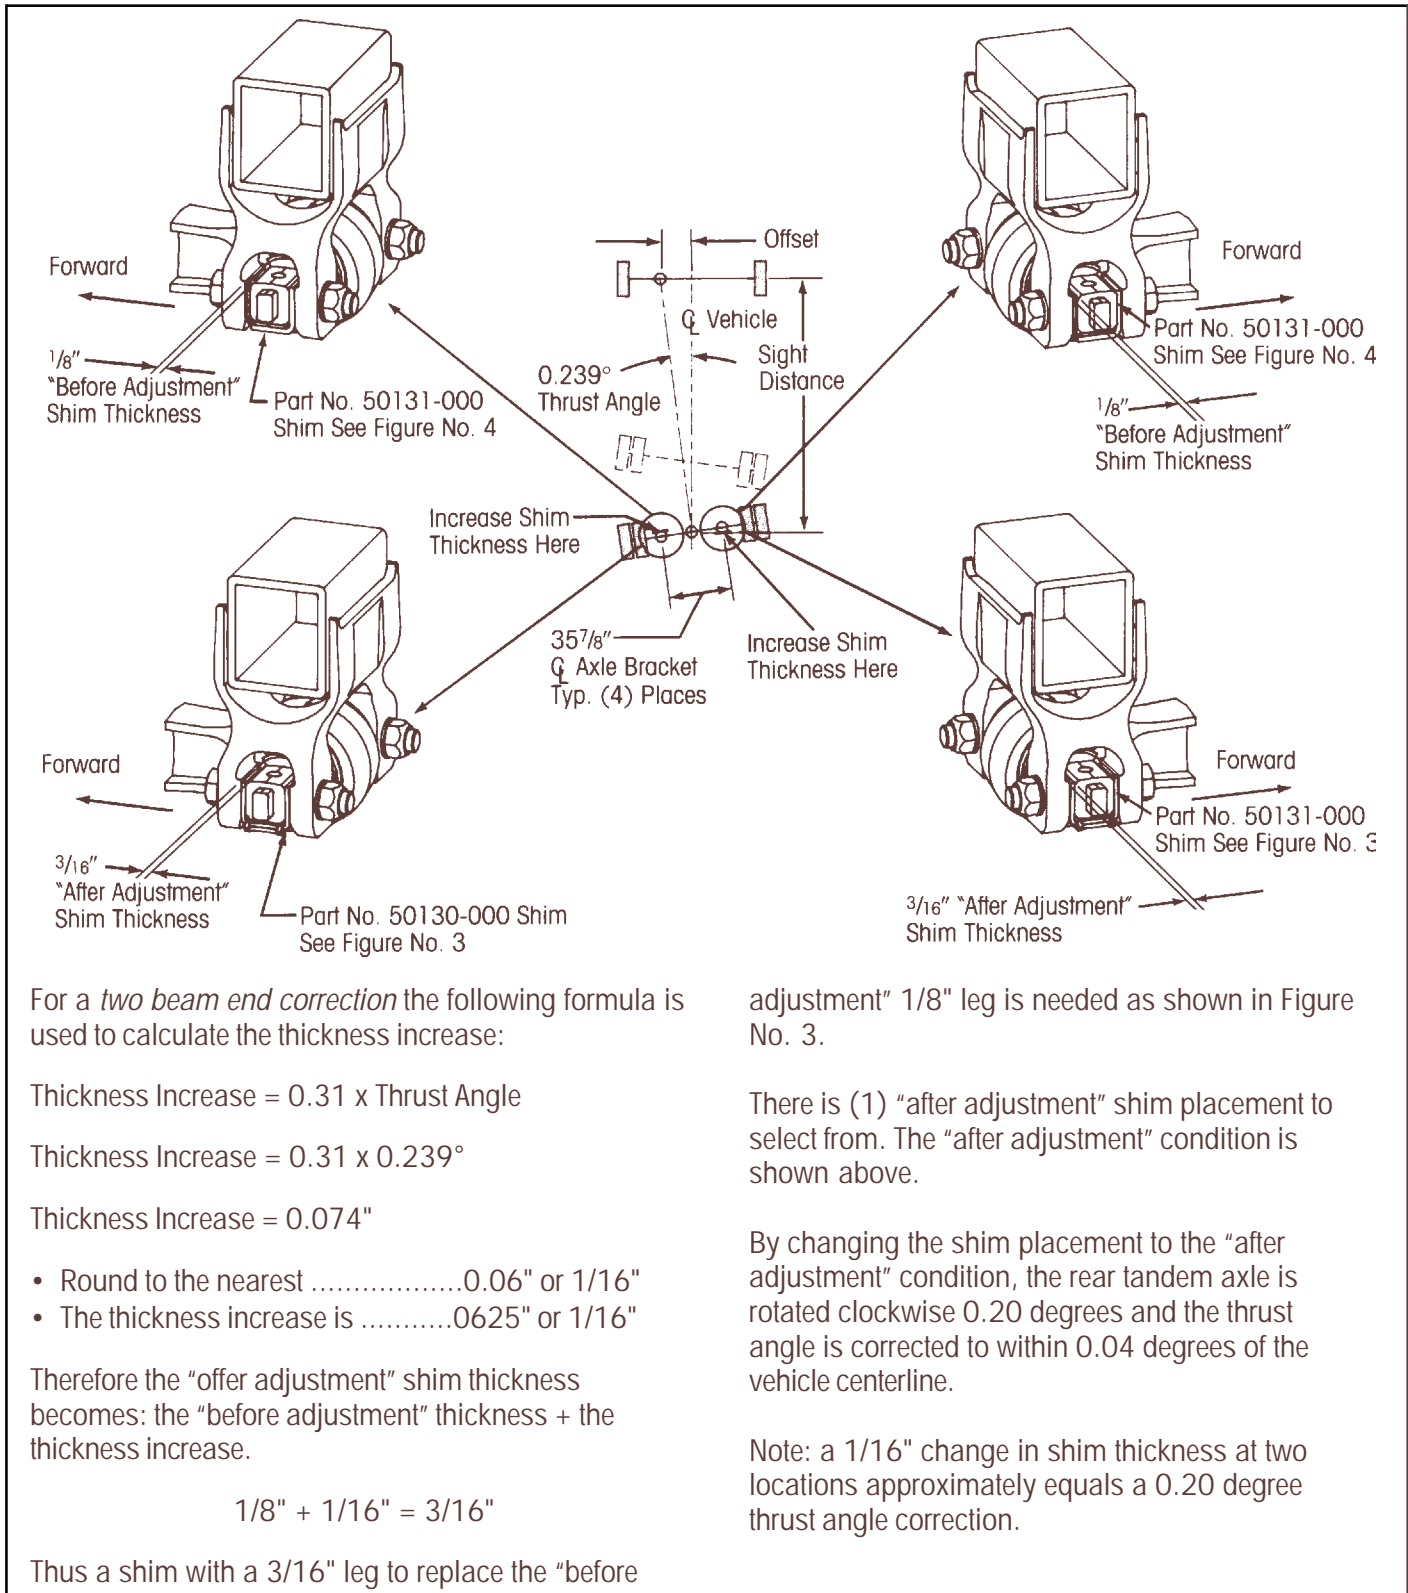 Offset
℄ Vehicle
Sight
Distance
0.239°
Thrust Angle
Forward
1/8"
"Before Adjustment"
Shim Thickness
Part No. 50131-000
Shim See Figure No. 4
Forward
Part No. 50131-000
Shim See Figure No. 4
1/8"
"Before Adjustment"
Shim Thickness
Increase Shim
Thickness Here
35 7/8"
℄ Axle Bracket
Typ. (4) Places
Increase Shim
Thickness Here
Forward
3/16"
"After Adjustment"
Shim Thickness
Part No. 50130-000 Shim
See Figure No. 3
Forward
Part No. 50131-000
Shim See Figure No. 3
3/16" "After Adjustment"
Shim Thickness
For a two beam end correction the following formula is
used to calculate the thickness increase:
Thickness Increase = 0.31 x Thrust Angle
Thickness Increase = 0.31 x 0.239°
Thickness Increase = 0.074"
• Round to the nearest ..................0.06" or 1/16"
• The thickness increase is ...........0625" or 1/16"
Therefore the "offer adjustment" shim thickness
becomes: the "before adjustment" thickness + the
thickness increase.
1/8" + 1/16" = 3/16"
Thus a shim with a 3/16" leg to replace the "before
adjustment" 1/8" leg is needed as shown in Figure
No. 3.
There is (1) "after adjustment" shim placement to
select from. The "after adjustment" condition is
shown above.
By changing the shim placement to the "after
adjustment" condition, the rear tandem axle is
rotated clockwise 0.20 degrees and the thrust
angle is corrected to within 0.04 degrees of the
vehicle centerline.
Note: a 1/16" change in shim thickness at two
locations approximately equals a 0.20 degree
thrust angle correction.